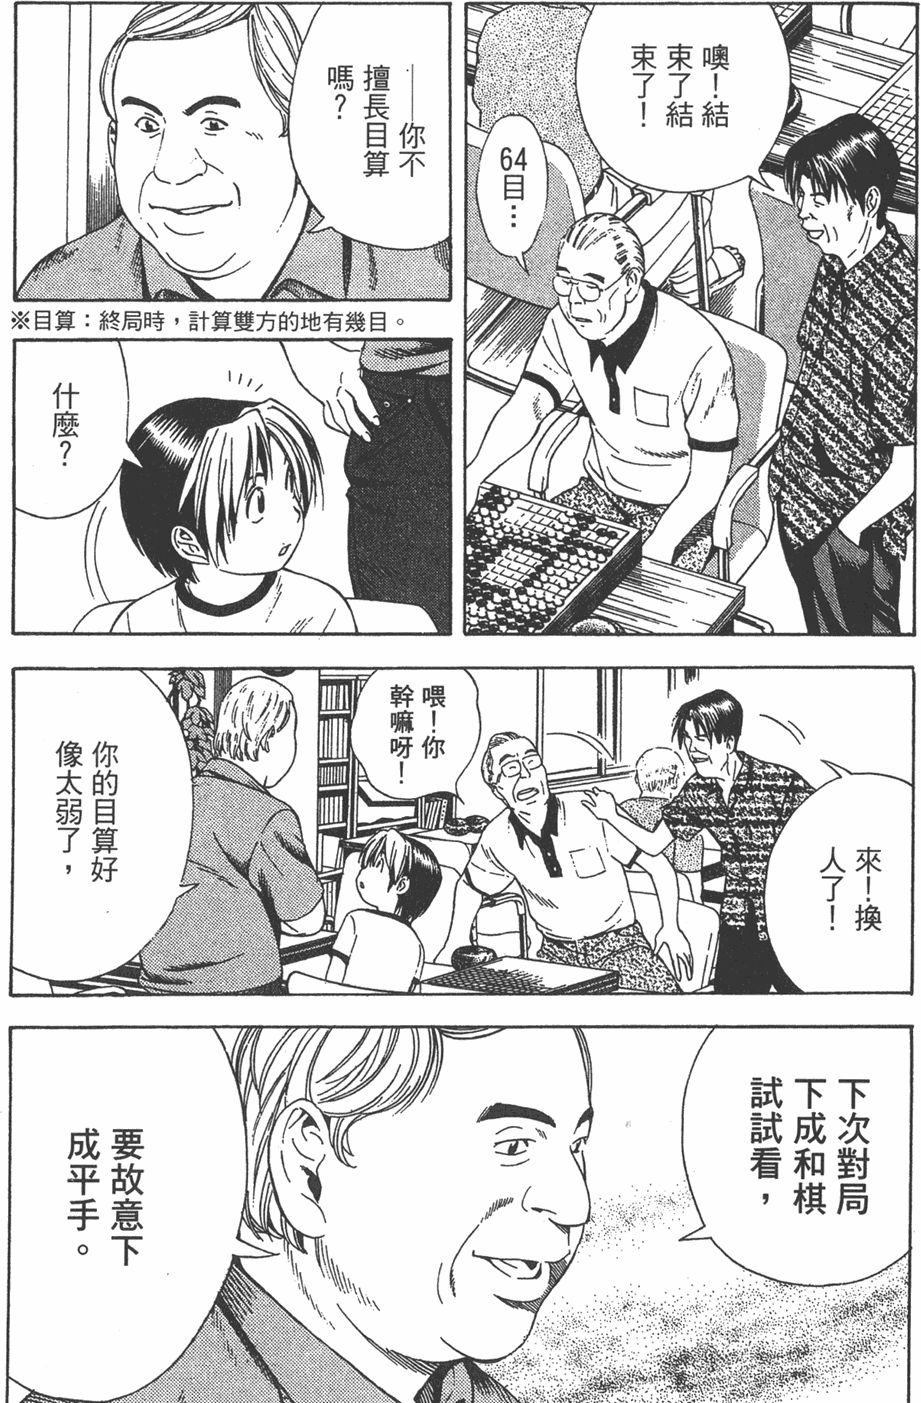 噢！結
束了結
束了！
64目…
──你不
擅長目算
嗎？
※目算：終局時，計算雙方的地有幾目。
什麼？
來！換
人了！
喂！你
幹嘛呀！
你的目算好
像太弱了，
下次對局
下成和棋
試試看，
要故意下
成平手。